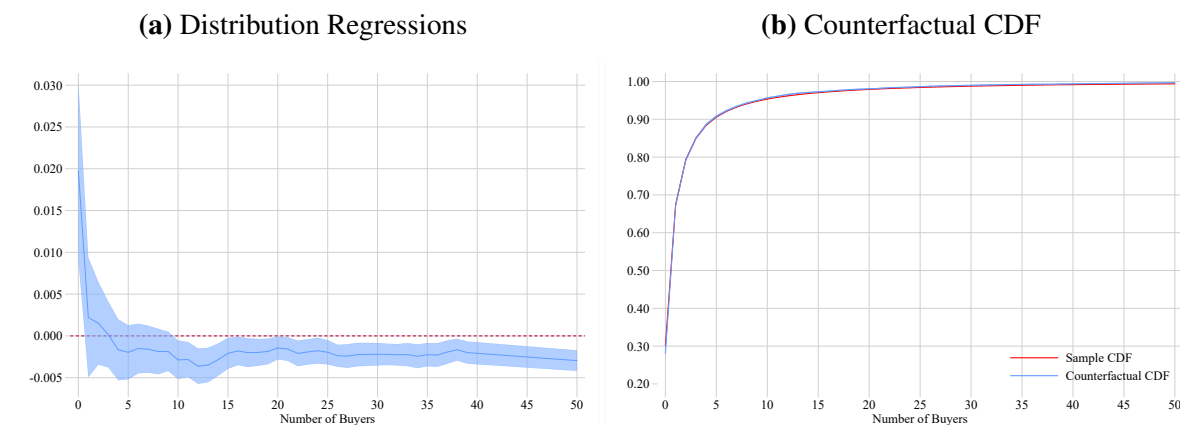 (a) Distribution Regressions
0.030
0.025
0.020
0.015
0.010
0.005
0.000
-0.005
0 5 10 15 20 25 30 35 40 45 50
Number of Buyers
(b) Counterfactual CDF
1.00
0.90
0.80
0.70
0.60
0.50
0.40
0.30
0.20
Sample CDF
Counterfactual CDF
0 5 10 15 20 25 30 35 40 45 50
Number of Buyers